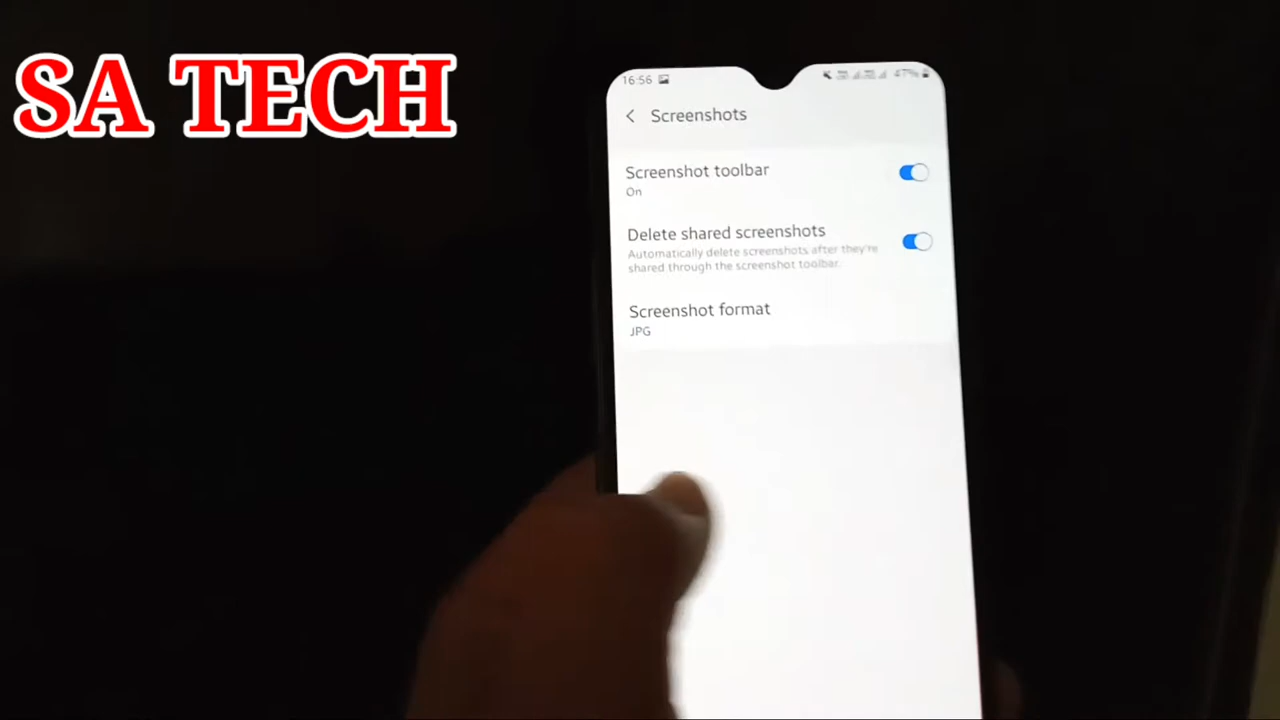 SA TECH
16:56
47%
Screenshots
Screenshot toolbar
On
Delete shared screenshots
Automatically delete screenshots after they're
shared through the screenshot toolbar.
Screenshot format
JPG